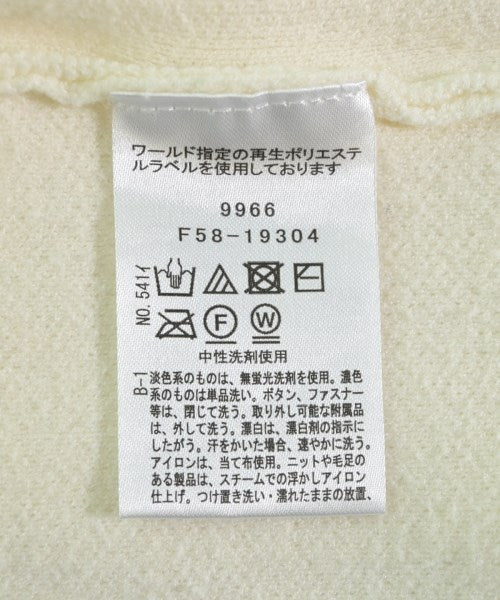 ワールド指定の再生ポリエステ
ルラベルを使用しております
9966
F58-19304
NO.541イ
F
W
中性洗剤使用
B-1
淡色系のものは、無蛍光洗剤を使用。濃色
系のものは単品洗い。ボタン、ファスナー
等は、閉じて洗う。取り外し可能な附属品
は、外して洗う。漂白は、漂白剤の指示に
したがう。汗をかいた場合、速やかに洗う。
アイロンは、当て布使用。ニットや毛足の
ある製品は、スチームでの浮かしアイロン
仕上げ。つけ置き洗い・濡れたままの放置、